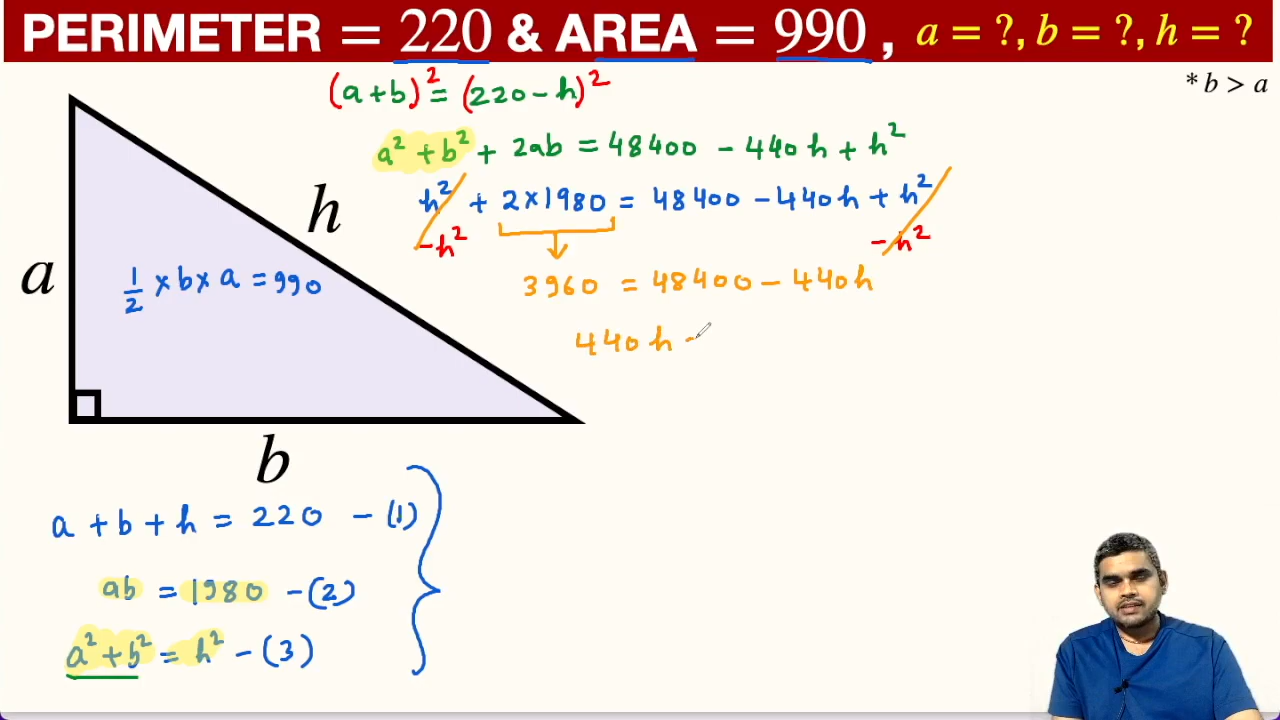 PERIMETER = 220 & AREA = 990 , a = ?, b = ?, h = ?
* b > a
(a+b)² = (220-h)²
a² + b² + 2ab = 48400 - 440h + h²
h² + 2×1980 = 48400 - 440h + h²
-h² -h²
3960 = 48400 - 440h
440h -
h
a
1/2 × b × a = 990
b
a + b + h = 220 - (1)
ab = 1980 - (2)
a² + b² = h² - (3)